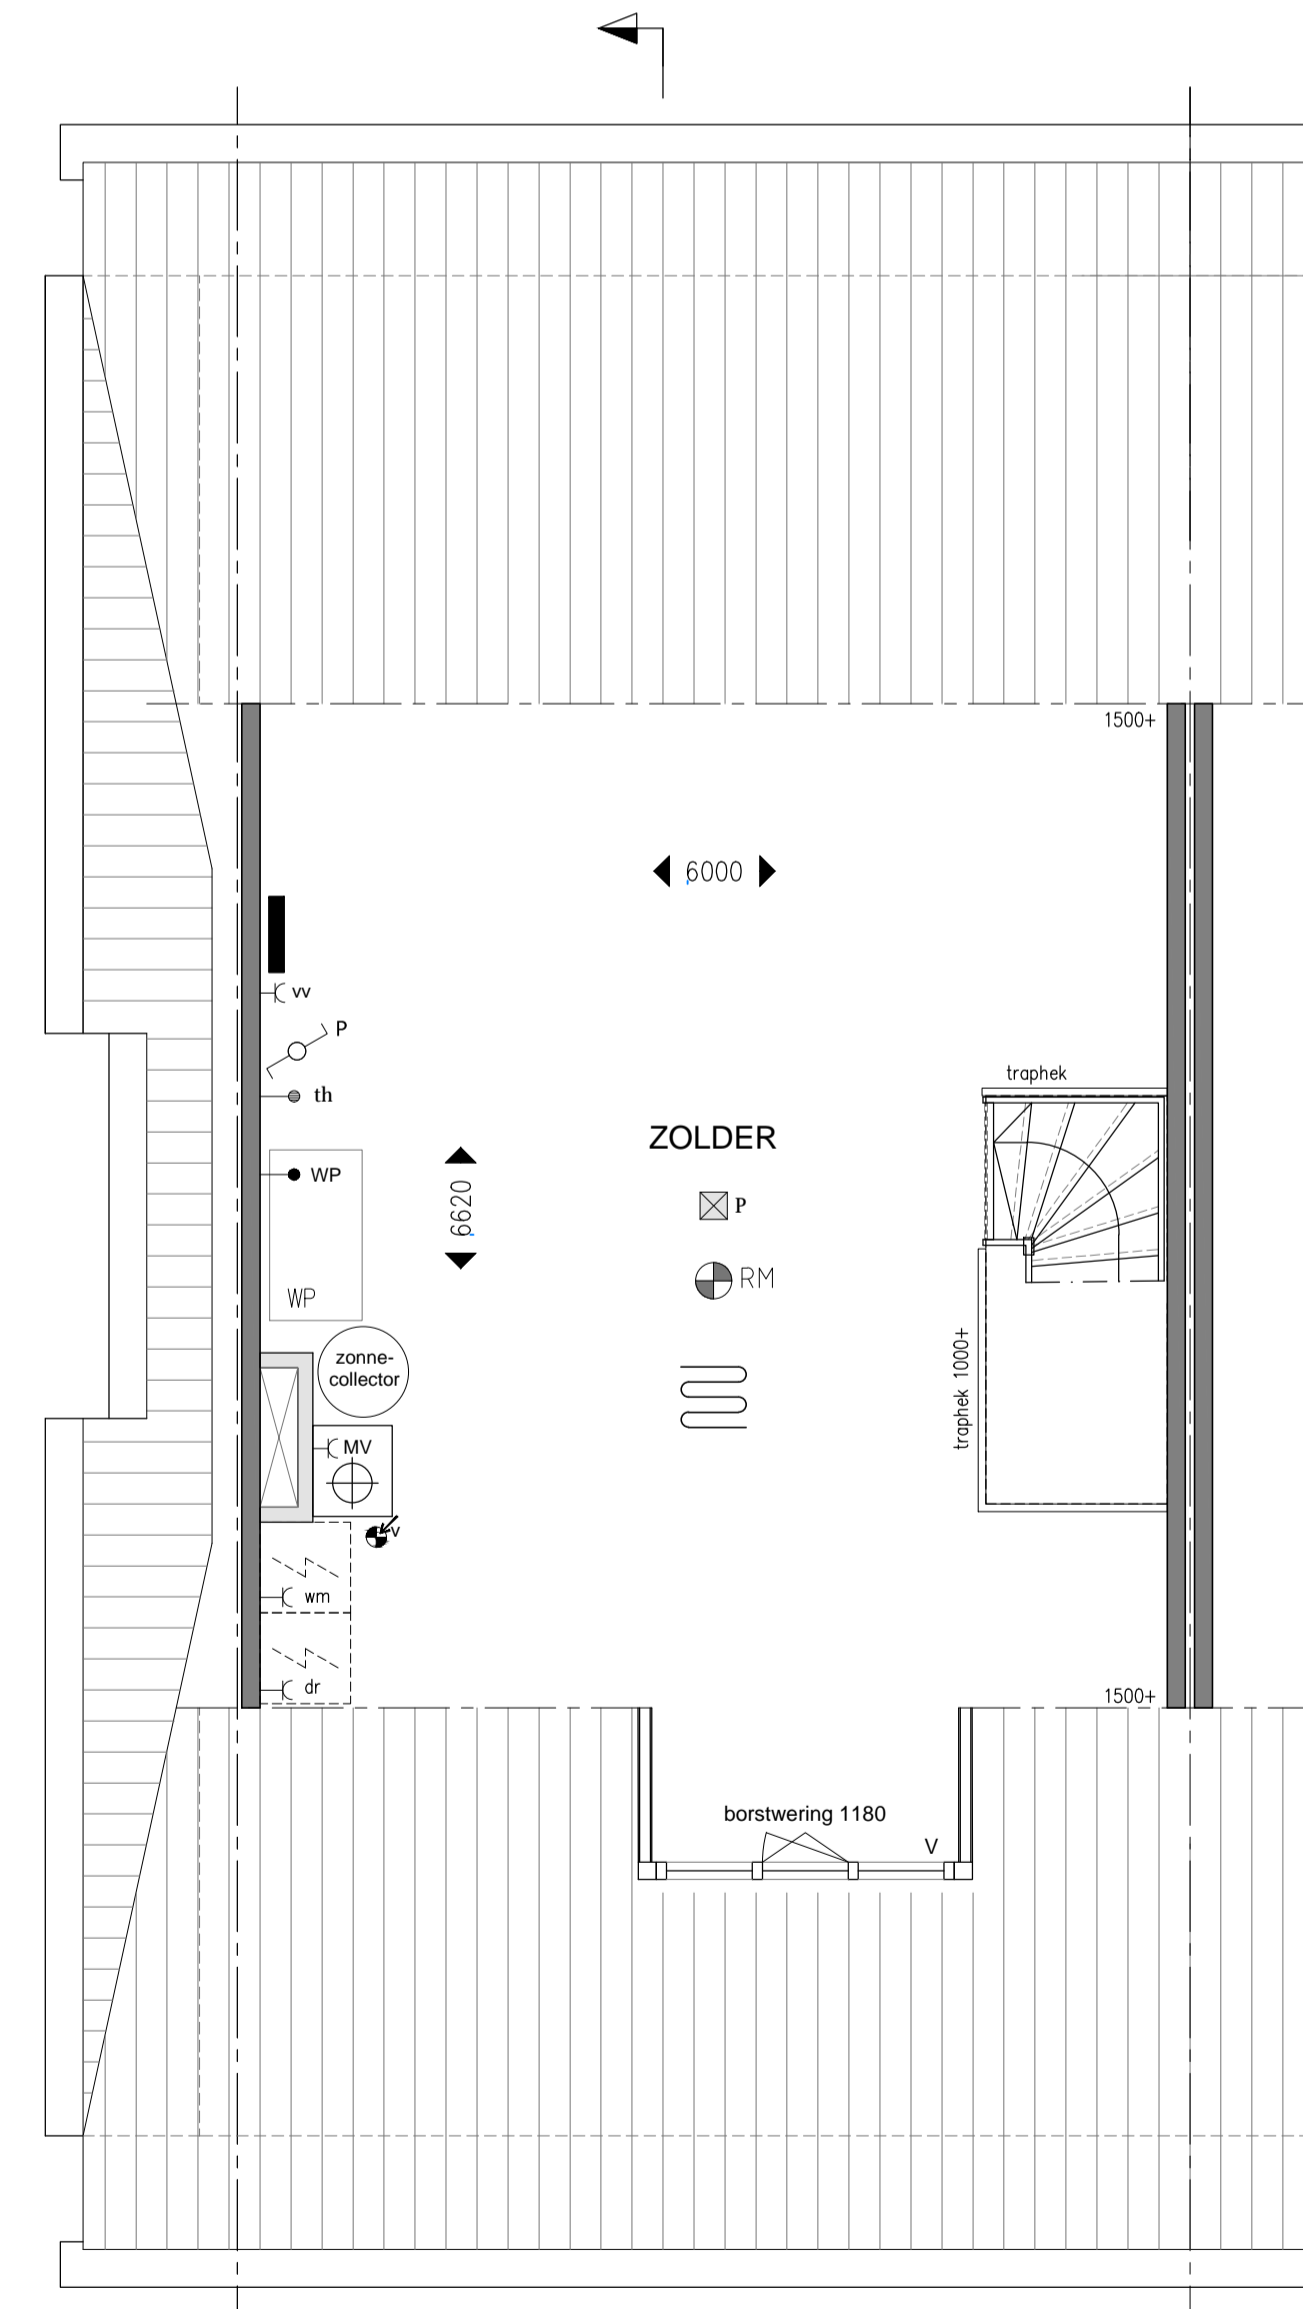 1500+
6000
vv
P
th
traphek
ZOLDER
WP
6620
P
WP
RM
zonne-
collector
traphek 1000+
MV
v
wm
dr
1500+
borstwering 1180
V